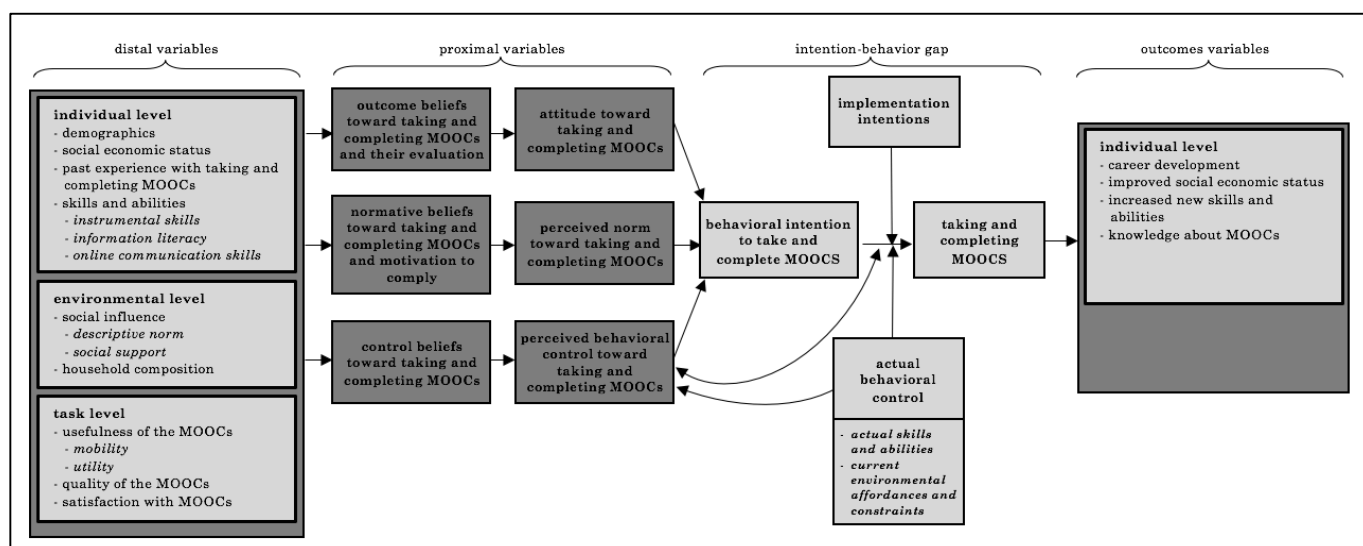 distal variables
proximal variables
intention-behavior gap
outcomes variables
individual level
- demographics
- social economic status
- past experience with taking and
completing MOOCs
- skills and abilities
- instrumental skills
- information literacy
- online communication skills
environmental level
- social influence
- descriptive norm
- social support
- household composition
task level
- usefulness of the MOOCs
- mobility
- utility
- quality of the MOOCs
- satisfaction with MOOCs
outcome beliefs
toward taking and
completing MOOCs
and their evaluation
attitude toward
taking and
completing MOOCs
normative beliefs
toward taking and
completing MOOCs
and motivation to
comply
perceived norm
toward taking and
completing MOOCs
control beliefs
toward taking and
completing MOOCs
perceived behavioral
control toward
taking and
completing MOOCs
behavioral intention
to take and
complete MOOCS
implementation
intentions
taking and
completing
MOOCS
actual
behavioral
control
- actual skills
and abilities
- current
environmental
affordances and
constraints
individual level
- career development
- improved social economic status
- increased new skills and
abilities
- knowledge about MOOCs